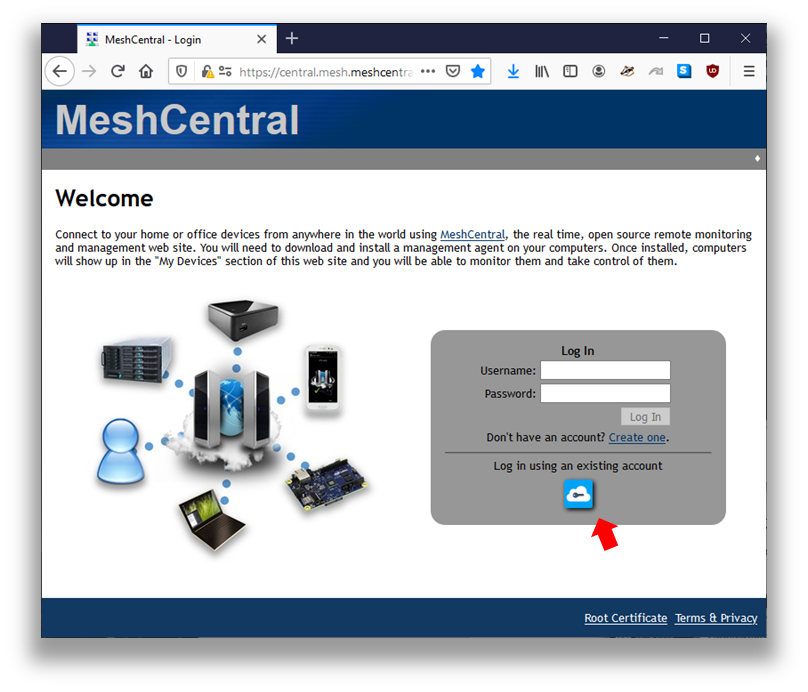 MeshCentral - Login
https://central.mesh.meshcentra
MeshCentral
Welcome
Connect to your home or office devices from anywhere in the world using MeshCentral, the real time, open source remote monitoring
and management web site. You will need to download and install a management agent on your computers. Once installed, computers
will show up in the "My Devices" section of this web site and you will be able to monitor them and take control of them.
Log In
Username:
Password:
Log In
Don't have an account? Create one.
Log in using an existing account
Root Certificate Terms & Privacy